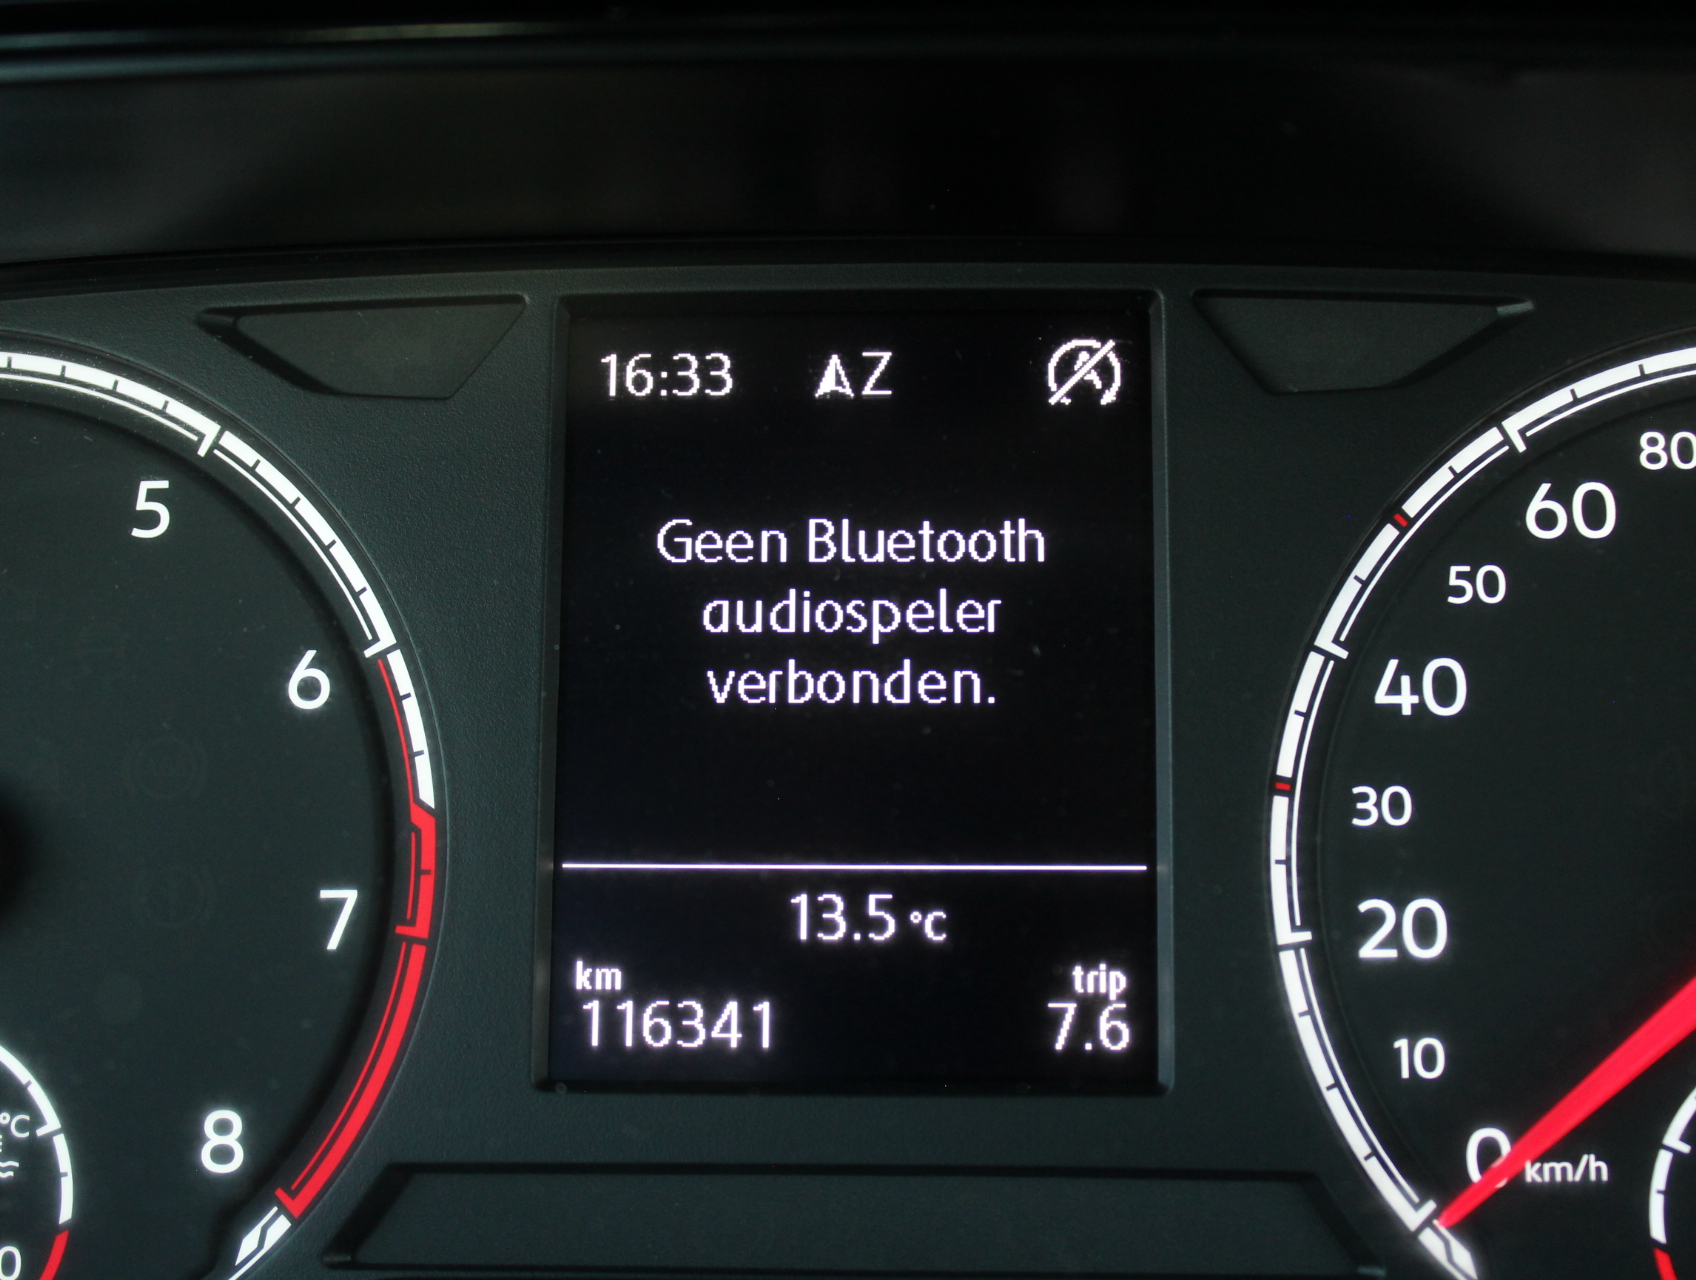 16:33 Z
Geen Bluetooth
audiospeler
verbonden.
13.5 °C
km trip
116341 7.6
5
6
7
8
°C
80
60
50
40
30
20
10
0 km/h